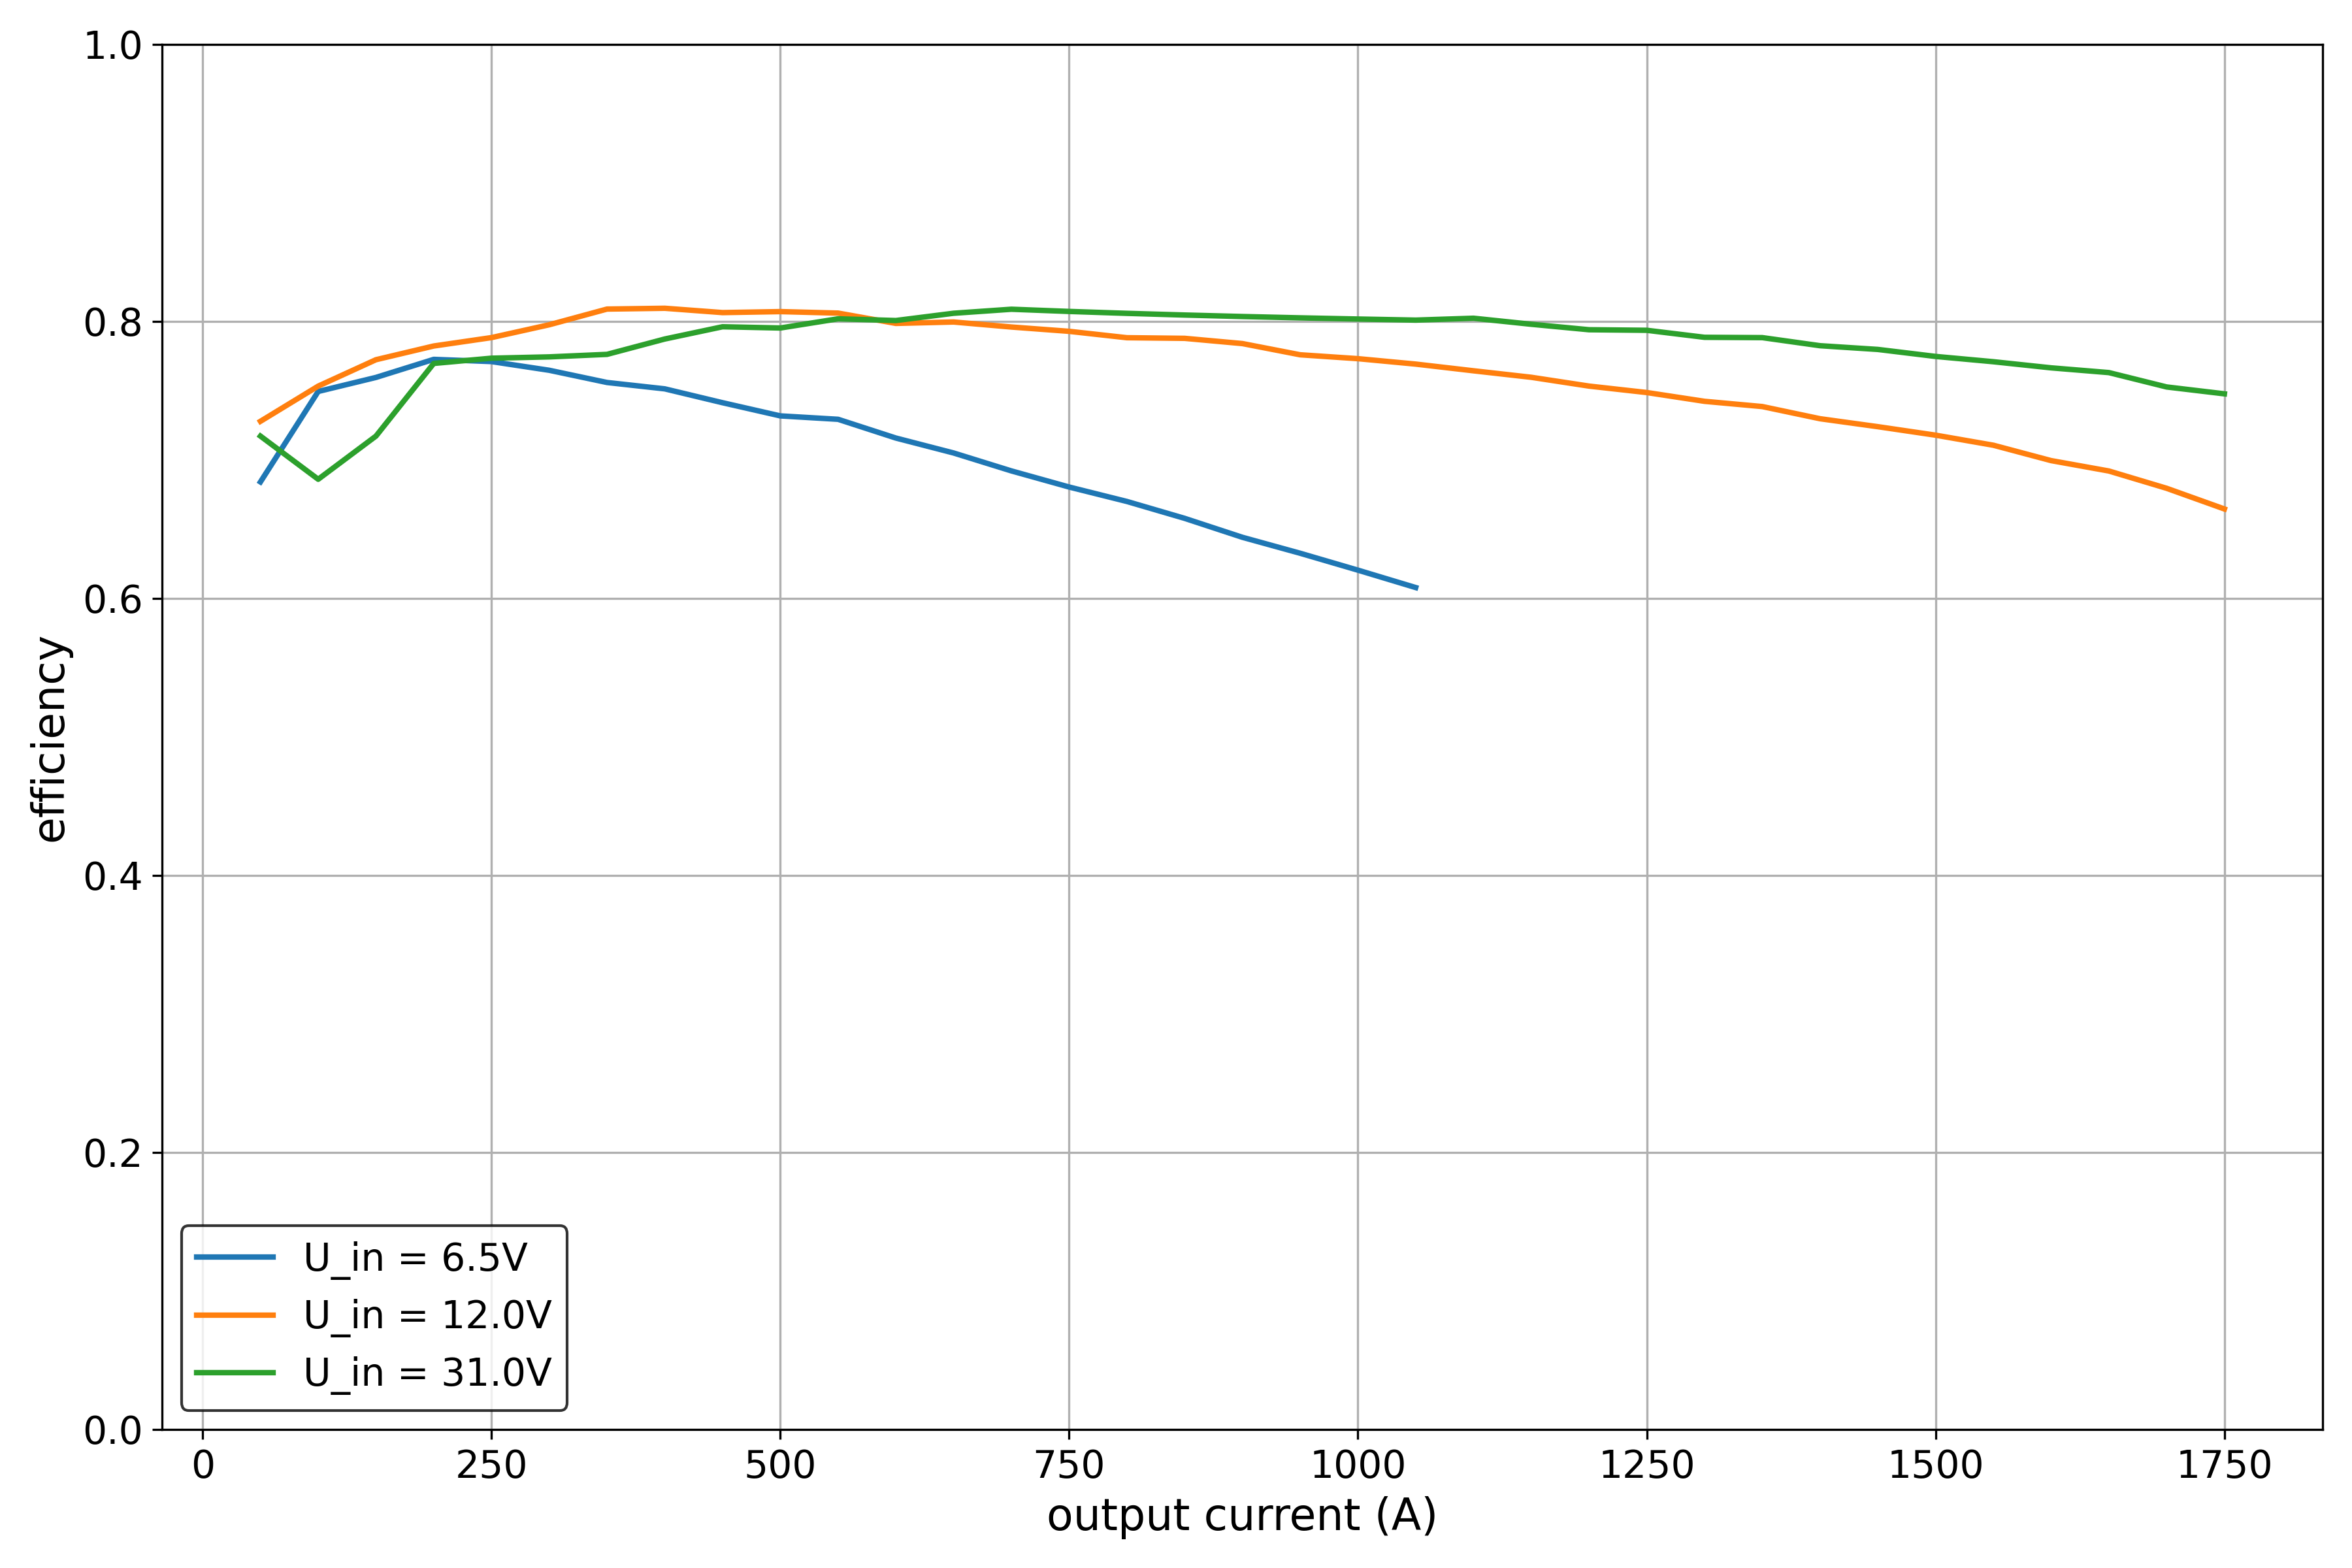 1.0
0.8
0.6
0.4
0.2
0.0
efficiency
U_in = 6.5V
U_in = 12.0V
U_in = 31.0V
0 250 500 750 1000 1250 1500 1750
output current (A)